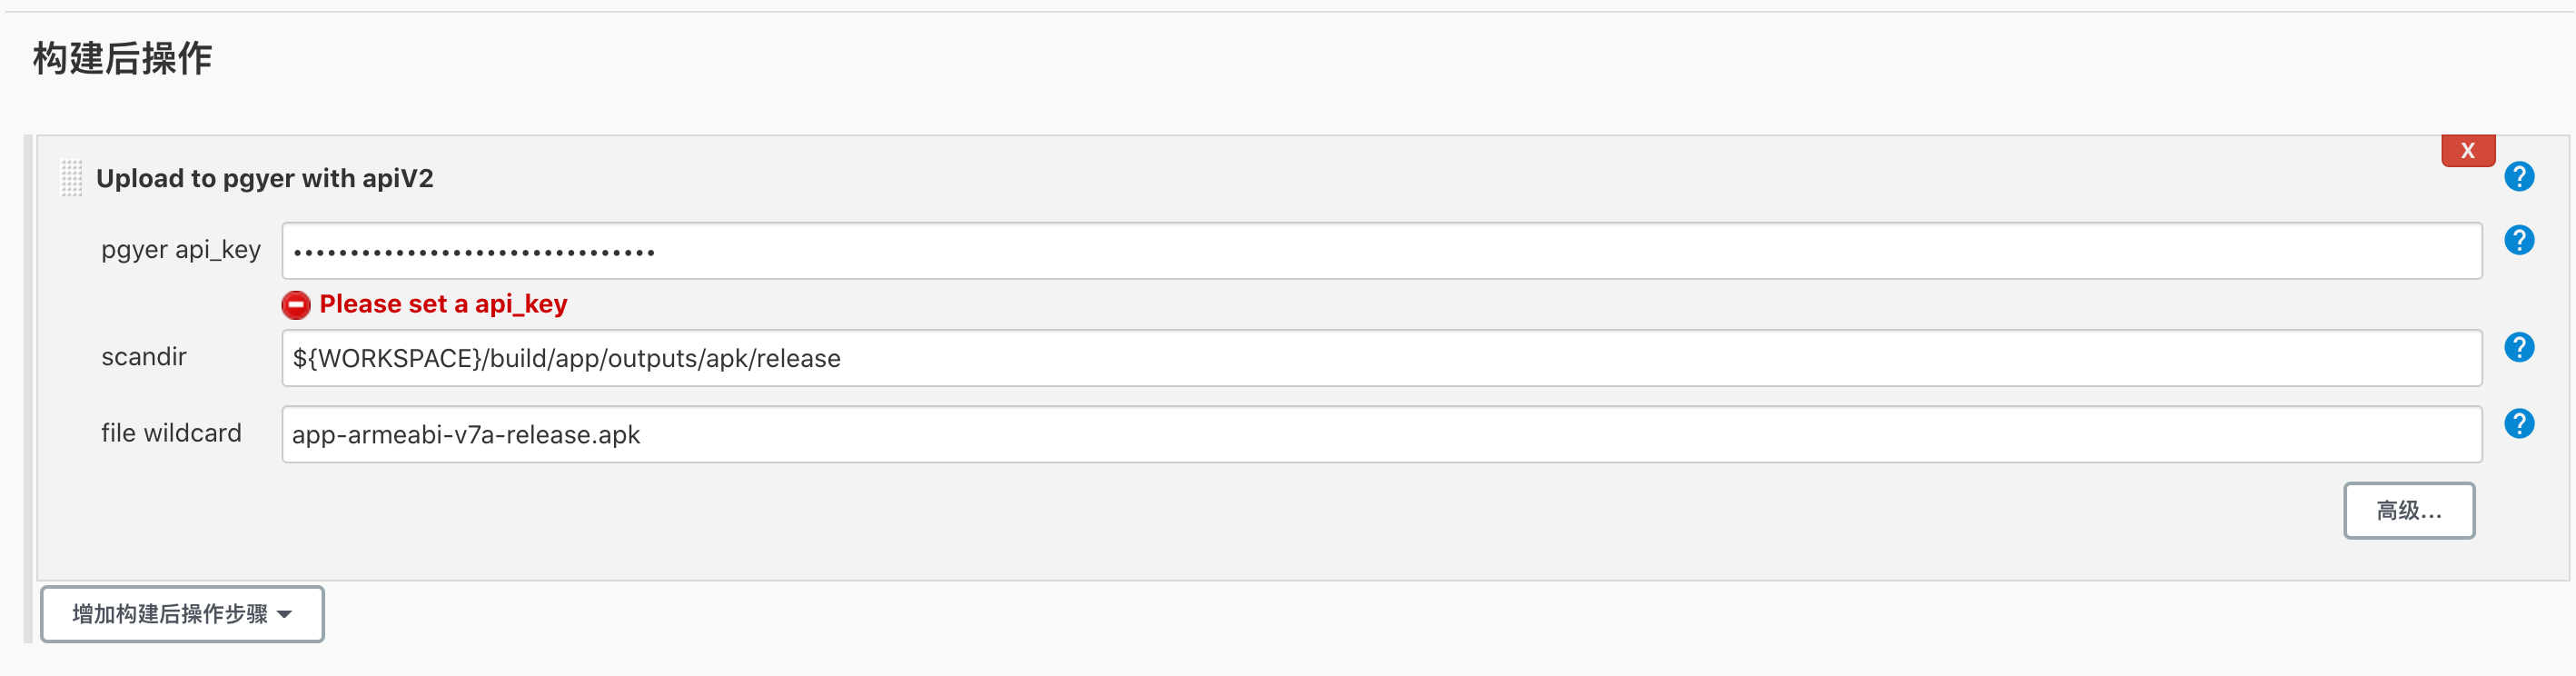 构建后操作
X
Upload to pgyer with apiV2
?
pgyer api_key
••••••••••••••••••••••••••••••••
?
Please set a api_key
scandir
${WORKSPACE}/build/app/outputs/apk/release
?
file wildcard
app-armeabi-v7a-release.apk
?
高级...
增加构建后操作步骤